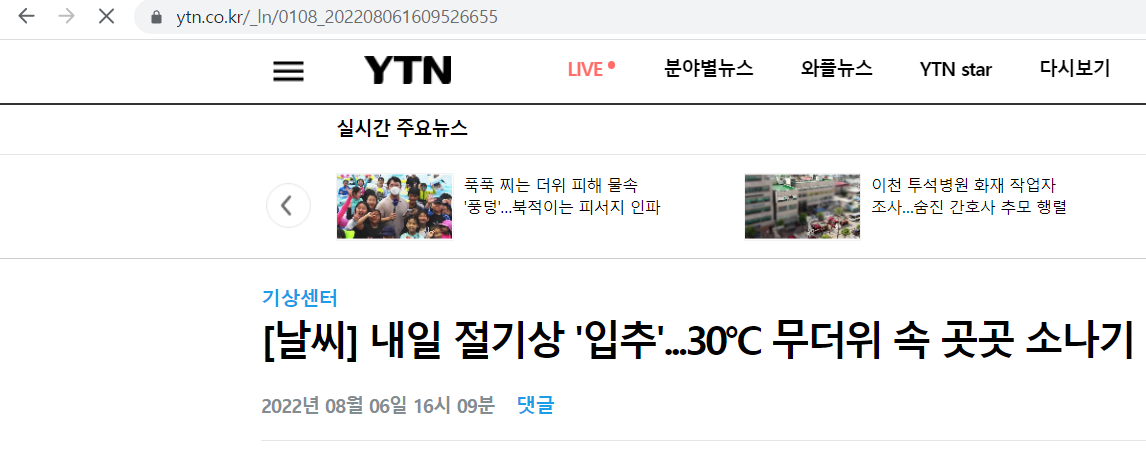 ytn.co.kr/_ln/0108_202208061609526655
YTN
LIVE
분야별뉴스
와플뉴스
YTN star
다시보기
실시간 주요뉴스
푹푹 찌는 더위 피해 물속
'풍덩'...북적이는 피서지 인파
이천 투석병원 화재 작업자
조사...숨진 간호사 추모 행렬
기상센터
[날씨] 내일 절기상 '입추'...30℃ 무더위 속 곳곳 소나기
2022년 08월 06일 16시 09분 댓글